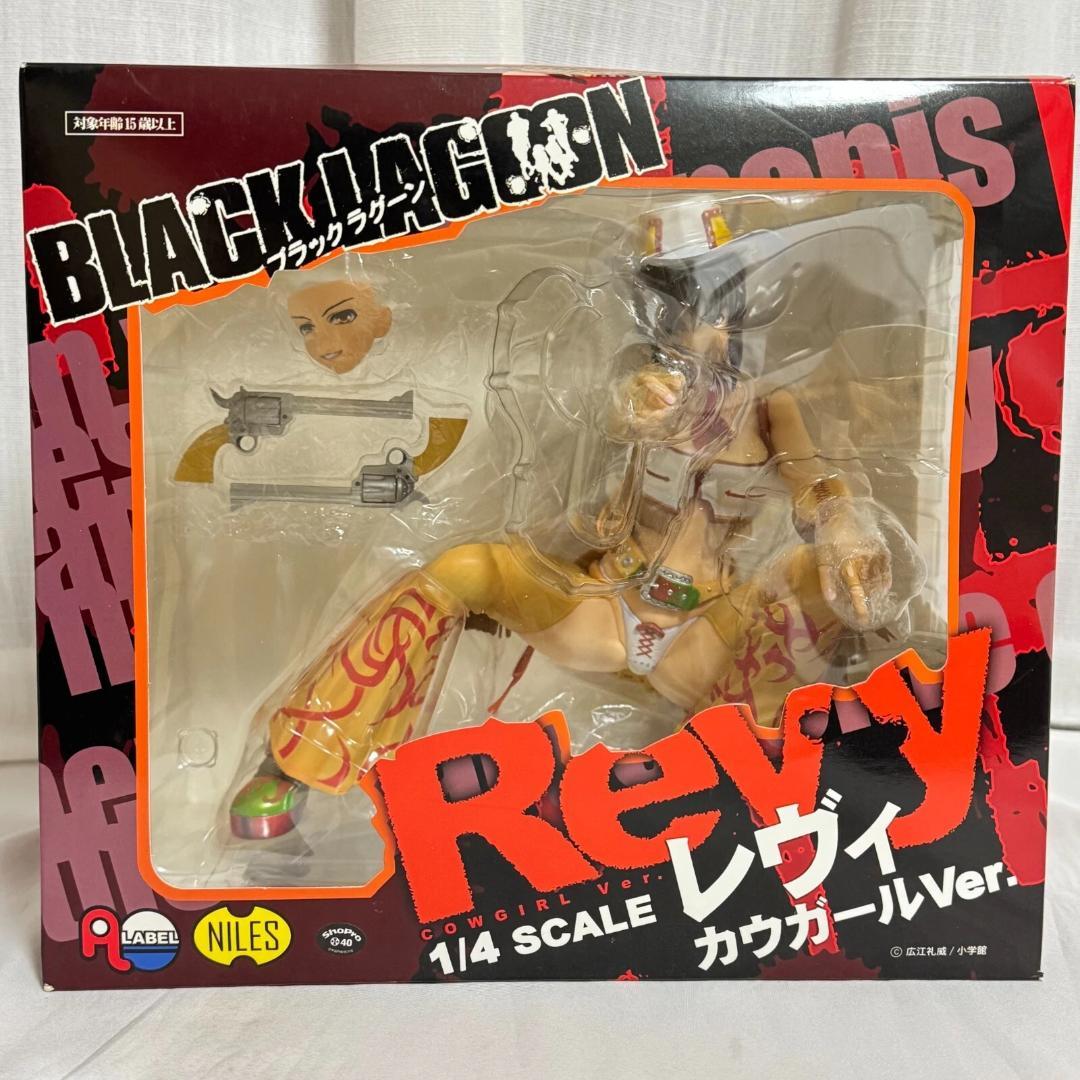 対象年齢15歳以上
BLACK LAGOON
ブラックラグーン
Revy
COWGIRL Ver.
1/4 SCALE
レヴィ
カウガールVer.
A LABEL
NILES
ShoPro
40
© 広江礼威 / 小学館